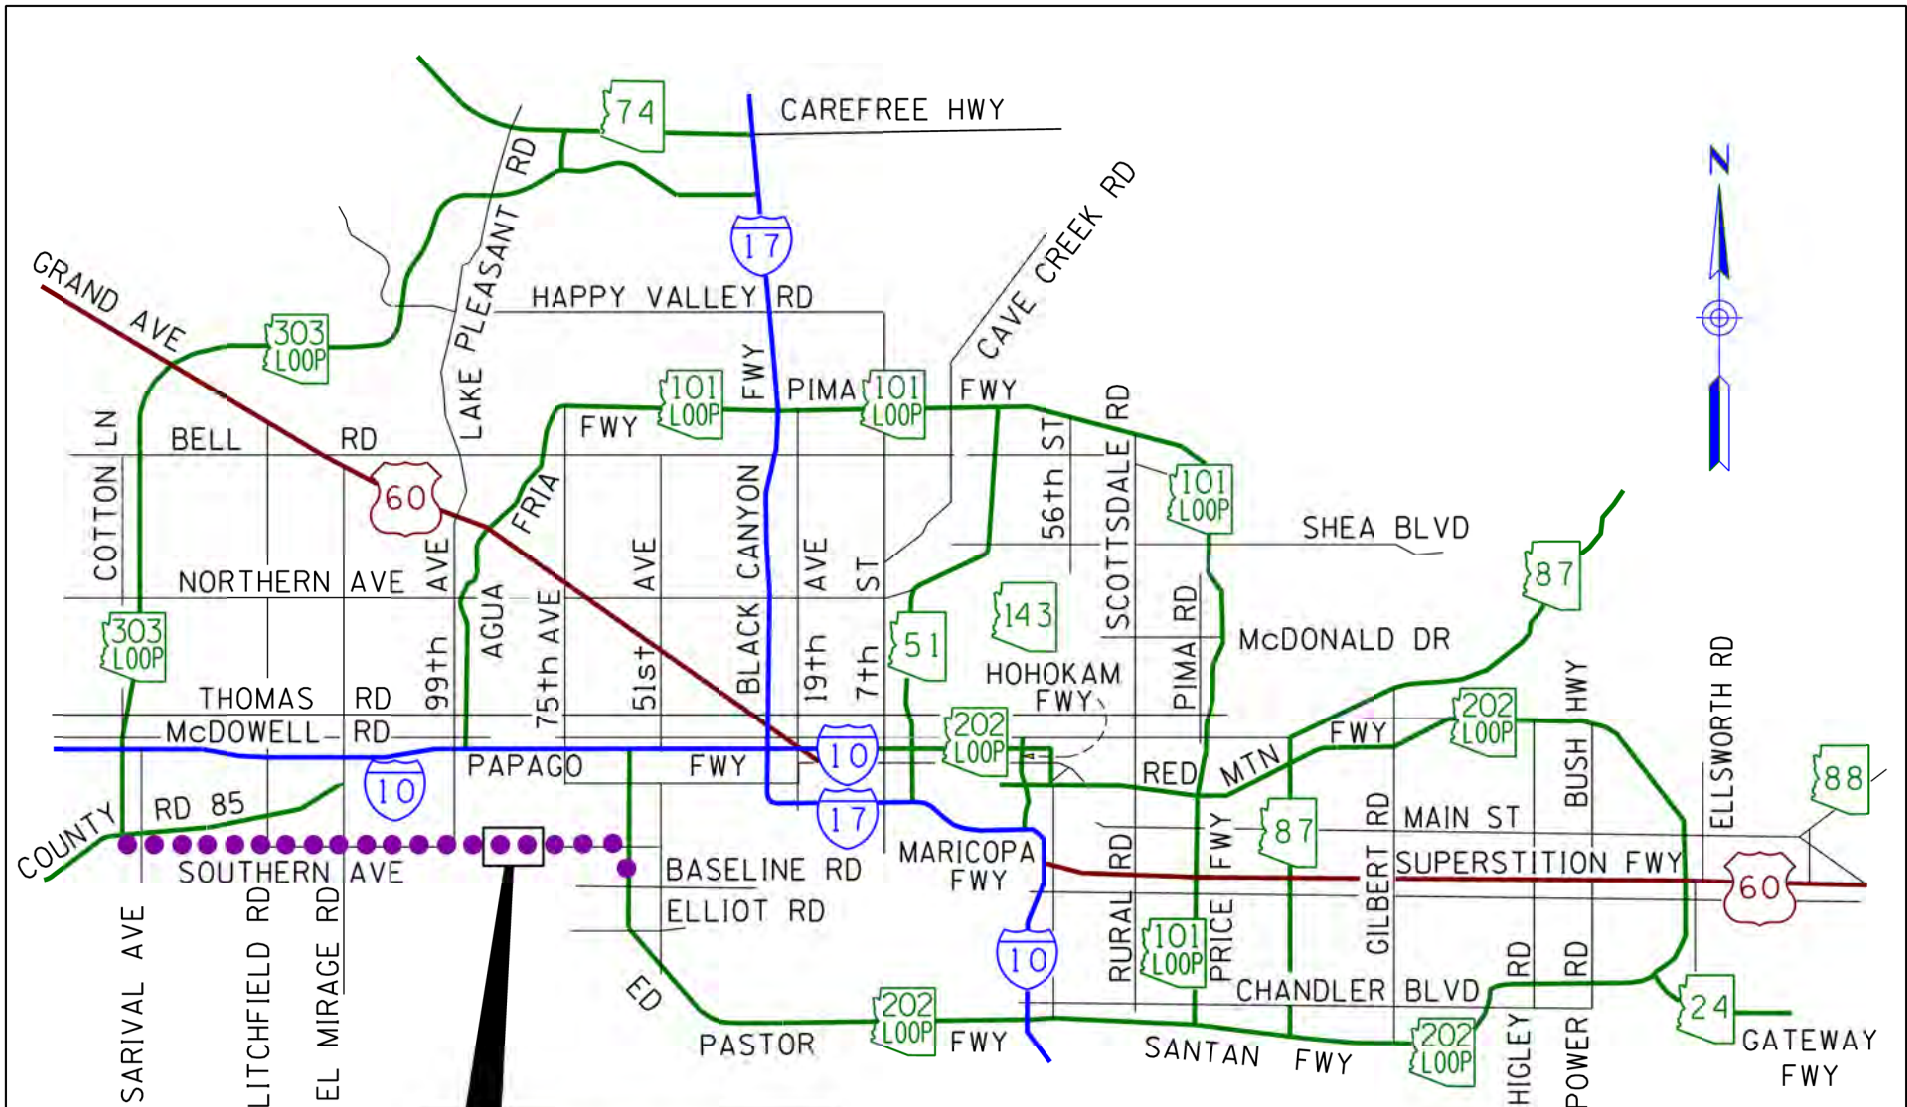 74
CAREFREE HWY
N
LAKE PLEASANT RD
CAVE CREEK RD
17
GRAND AVE
HAPPY VALLEY RD
303
LOOP
101
LOOP
BLACK CANYON FWY
PIMA
101
LOOP
FWY
FWY
COTTON LN
BELL RD
60
AGUA FRIA
56th ST
SCOTTSDALE RD
101
LOOP
SHEA BLVD
87
NORTHERN AVE
99th AVE
75th AVE
51st AVE
19th AVE
7th ST
143
51
HOHOKAM
FWY
PIMA RD
McDONALD DR
303
LOOP
THOMAS RD
McDOWELL RD
202
LOOP
202
LOOP
BUSH HWY
ELLSWORTH RD
10
PAPAGO FWY
10
RED MTN FWY
88
COUNTY RD 85
17
87
GILBERT RD
MAIN ST
SOUTHERN AVE
BASELINE RD
MARICOPA
FWY
SUPERSTITION FWY
60
ELLIOT RD
RURAL RD
PRICE FWY
SARIVAL AVE
LITCHFIELD RD
EL MIRAGE RD
10
101
LOOP
CHANDLER BLVD
HIGLEY RD
POWER RD
24
GATEWAY
FWY
ED PASTOR
202
LOOP
FWY
SANTAN FWY
202
LOOP